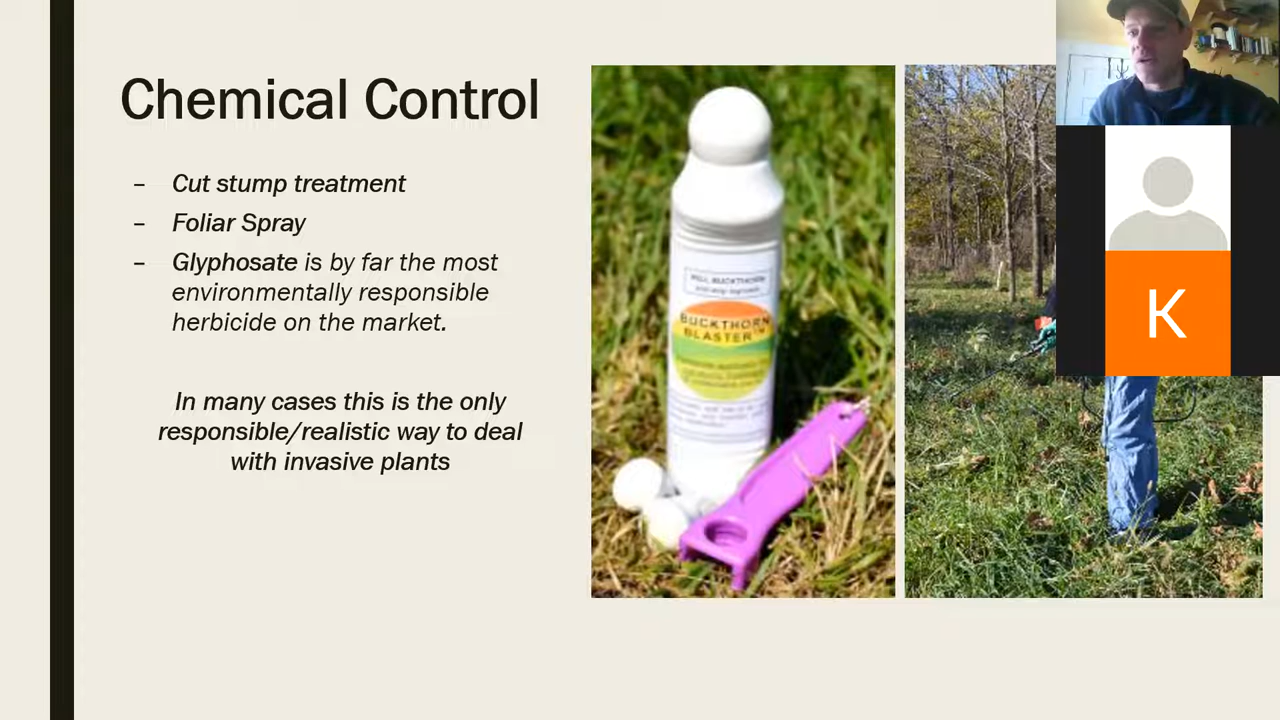 Chemical Control
– Cut stump treatment
– Foliar Spray
– Glyphosate is by far the most
environmentally responsible
herbicide on the market.
In many cases this is the only
responsible/realistic way to deal
with invasive plants
BUCKTHORN
BLASTER
K